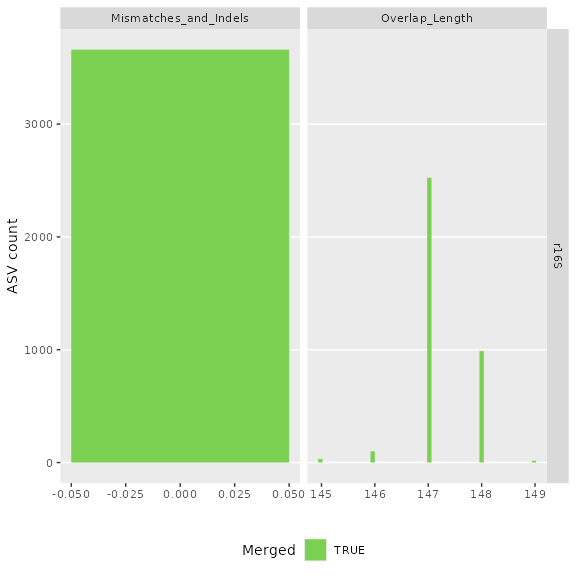 Mismatches_and_Indels
Overlap_Length
3000
2000
1000
0
ASV count
r16S
-0.050
-0.025
0.000
0.025
0.050
145
146
147
148
149
Merged
TRUE